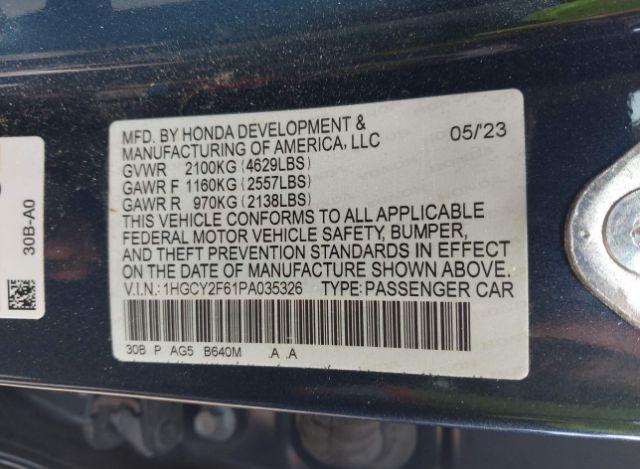 MFD. BY HONDA DEVELOPMENT &
MANUFACTURING OF AMERICA, LLC 05/'23
GVWR 2100KG (4629LBS)
GAWR F 1160KG (2557LBS)
GAWR R 970KG (2138LBS)
THIS VEHICLE CONFORMS TO ALL APPLICABLE
FEDERAL MOTOR VEHICLE SAFETY, BUMPER,
AND THEFT PREVENTION STANDARDS IN EFFECT
ON THE DATE OF MANUFACTURE SHOWN ABOVE.
V.I.N.: 1HGCY2F61PA035326 TYPE: PASSENGER CAR
30B P AG5 B640M .A .A
30B-A0